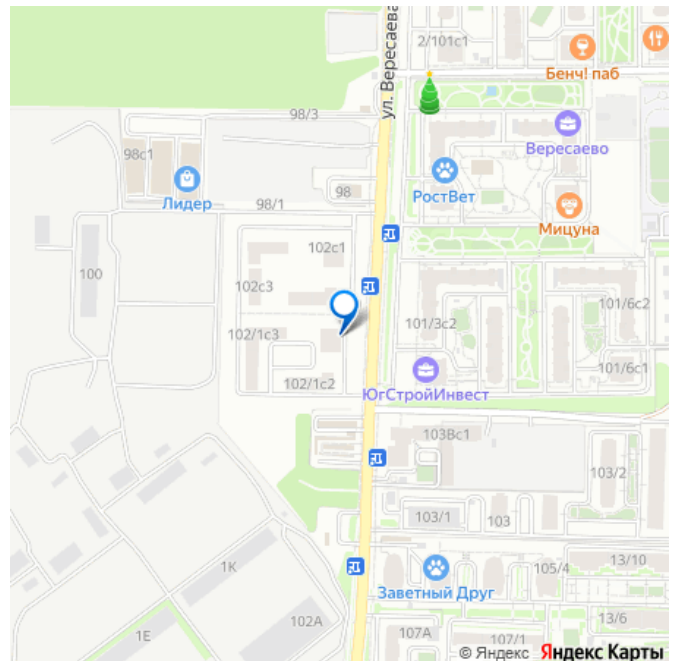 2/101с1
Бенч! паб
ул. Вересаева
98/3
98с1
Вересаево
98
РостВет
Лидер
98/1
Мицуна
102с1
100
102с3
101/6с2
101/3с2
102/1с3
101/6с1
102/1с2
ЮгСтройИнвест
103Вс1
103/2
103/1
103
13/10
1К
105/4
Заветный Друг
13/6
102А
1Е
107А
107/1
© Яндекс Яндекс Карты